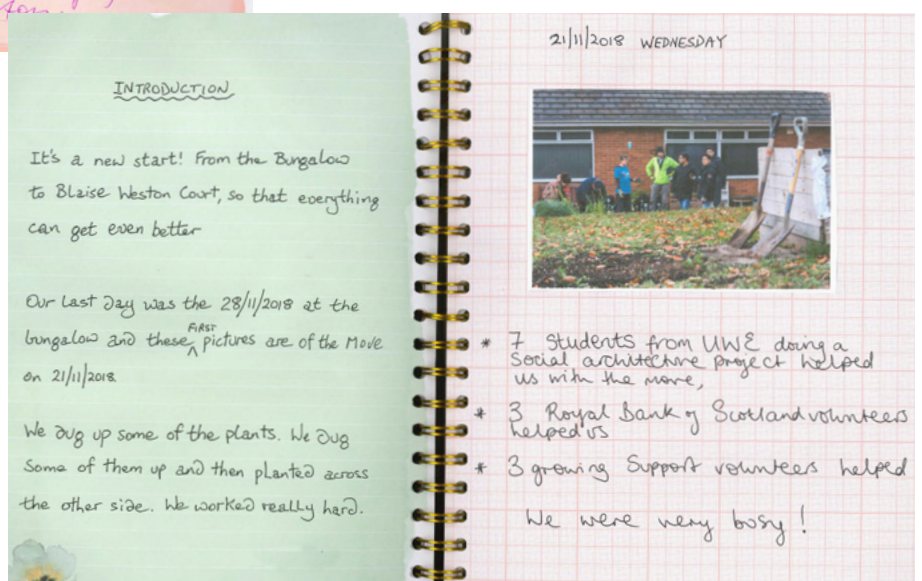 INTRODUCTION
It's a new start! From the Bungalow
to Blaise Weston Court, so that everything
can get even better
Our Last Day was the 28/11/2018 at the
bungalow and these FIRST pictures are of the Move
on 21/11/2018.
We dug up some of the plants. We dug
Some of them up and then planted across
the other side. We worked really hard.
21/11/2018 WEDNESDAY
* 7 Students from UWE doing a
Social architecture project helped
us with the move,
* 3 Royal Bank of Scotland volunteers
helped us
* 3 growing Support volunteers helped
We were very busy!